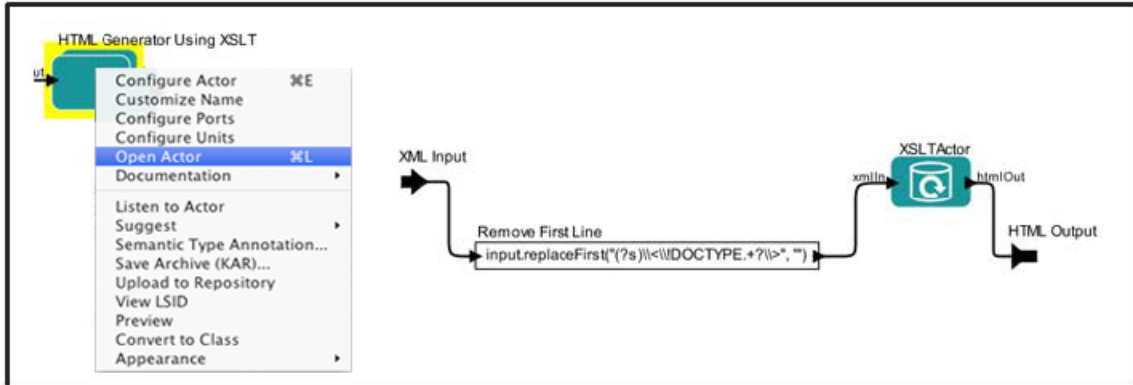 HTML Generator Using XSLT
ut
Configure Actor ⌘E
Customize Name
Configure Ports
Configure Units
Open Actor ⌘L
Documentation
Listen to Actor
Suggest
Semantic Type Annotation...
Save Archive (KAR)...
Upload to Repository
View LSID
Preview
Convert to Class
Appearance
XML Input
Remove First Line
input.replaceFirst("(?s)\\<\\!DOCTYPE.+?\\>", "")
XSLTActor
xmlIn
htmlOut
HTML Output